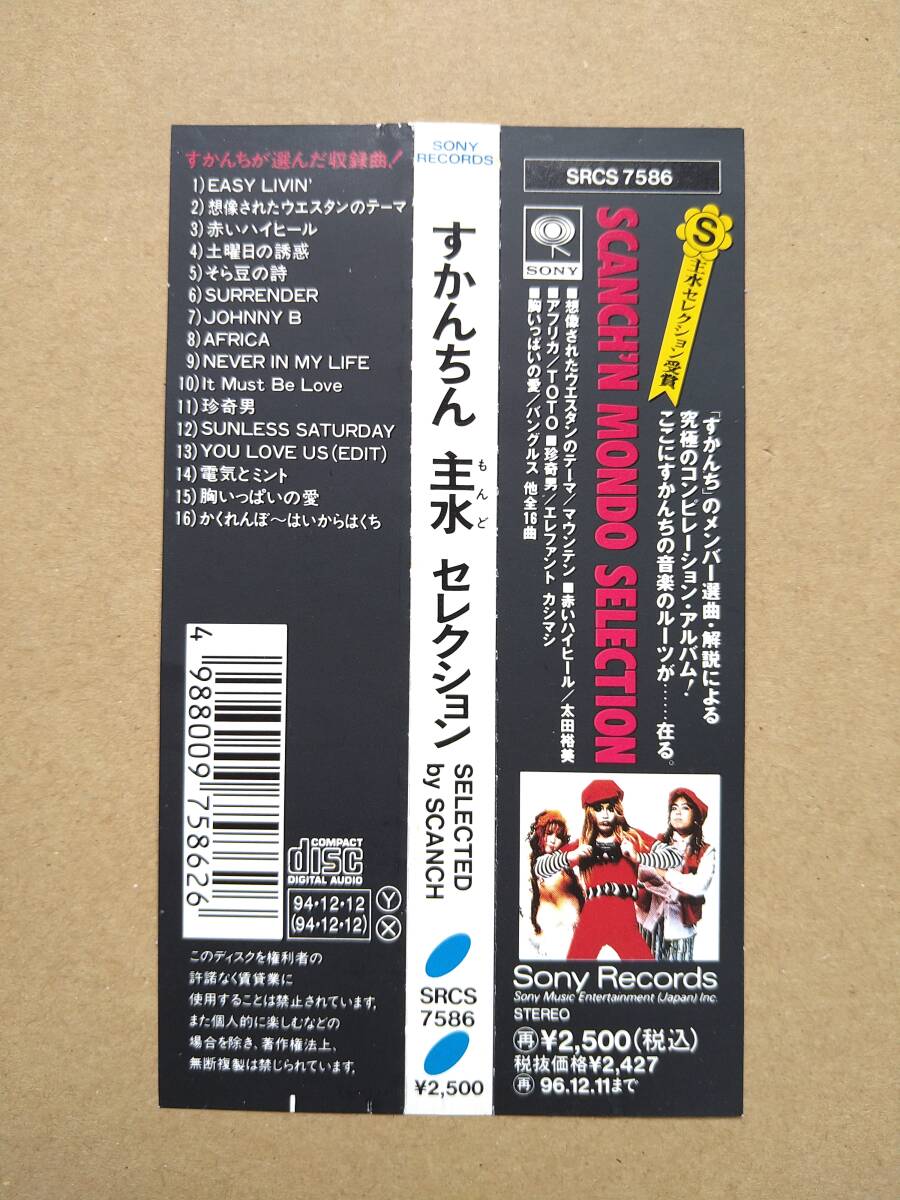 すかんちが選んだ収録曲!
1)EASY LIVIN'
2)想像されたウエスタンのテーマ
3)赤いハイヒール
4)土曜日の誘惑
5)そら豆の詩
6)SURRENDER
7)JOHNNY B
8)AFRICA
9)NEVER IN MY LIFE
10)It Must Be Love
11)珍奇男
12)SUNLESS SATURDAY
13)YOU LOVE US(EDIT)
14)電気とミント
15)胸いっぱいの愛
16)かくれんぼ〜はいからはくち
4 988009 758626
COMPACT
disc
DIGITAL AUDIO
94・12・12
(94・12・12)
Y
X
このディスクを権利者の
許諾なく賃貸業に
使用することは禁止されています。
また個人的に楽しむなどの
場合を除き、著作権法上、
無断複製は禁じられています。
SONY
RECORDS
すかんちん 主水 セレクション
もんど
SELECTED
by SCANCH
SRCS
7586
¥2,500
SRCS 7586
SONY
S
主水セレクション受賞
「すかんち」のメンバー選曲・解説による
究極のコンピレーション・アルバム!
ここにすかんちの音楽のルーツが……在る。
SCANCH'N MONDO SELECTION
■想像されたウエスタンのテーマ/マウンテン ■赤いハイヒール/太田裕美
■アフリカ/TOTO ■珍奇男/エレファント カシマシ
■胸いっぱいの愛/バングルス 他全16曲
Sony Records
Sony Music Entertainment (Japan) Inc.
STEREO
再¥2,500(税込)
税抜価格¥2,427
再96.12.11まで